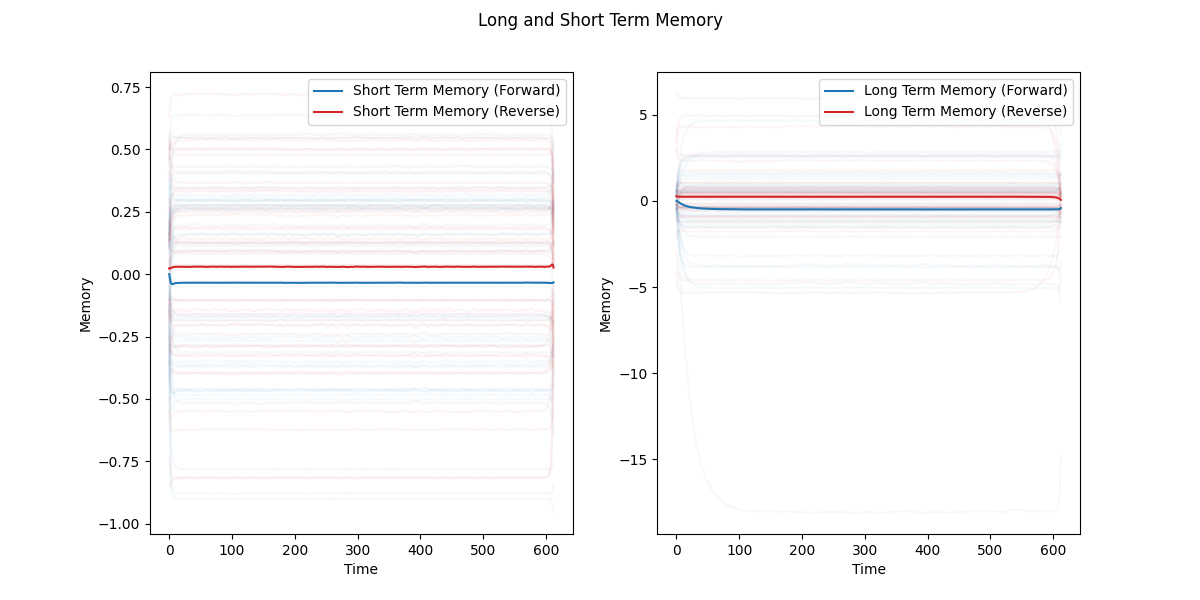 Long and Short Term Memory
Short Term Memory (Forward)
Short Term Memory (Reverse)
0.75
0.50
0.25
0.00
−0.25
−0.50
−0.75
−1.00
Memory
0 100 200 300 400 500 600
Time
Long Term Memory (Forward)
Long Term Memory (Reverse)
5
0
−5
−10
−15
Memory
0 100 200 300 400 500 600
Time